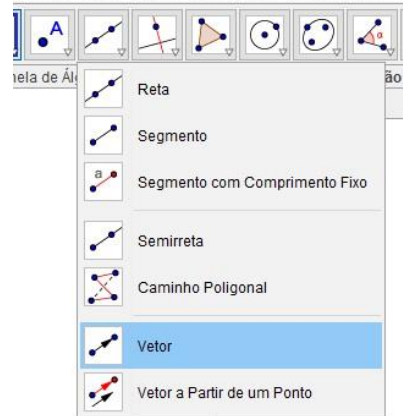 A
α
nela de Ál
ão
Reta
Segmento
a
Segmento com Comprimento Fixo
Semirreta
Caminho Poligonal
Vetor
Vetor a Partir de um Ponto